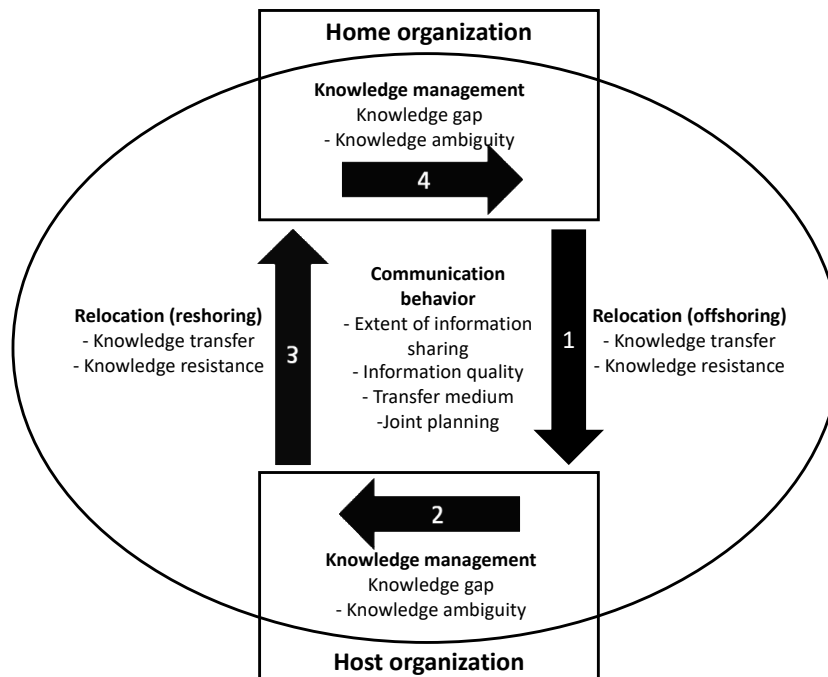 Home organization
Knowledge management
Knowledge gap
- Knowledge ambiguity
4
Relocation (reshoring)
- Knowledge transfer
- Knowledge resistance
3
Communication
behavior
- Extent of information
sharing
- Information quality
- Transfer medium
-Joint planning
1
Relocation (offshoring)
- Knowledge transfer
- Knowledge resistance
2
Knowledge management
Knowledge gap
- Knowledge ambiguity
Host organization